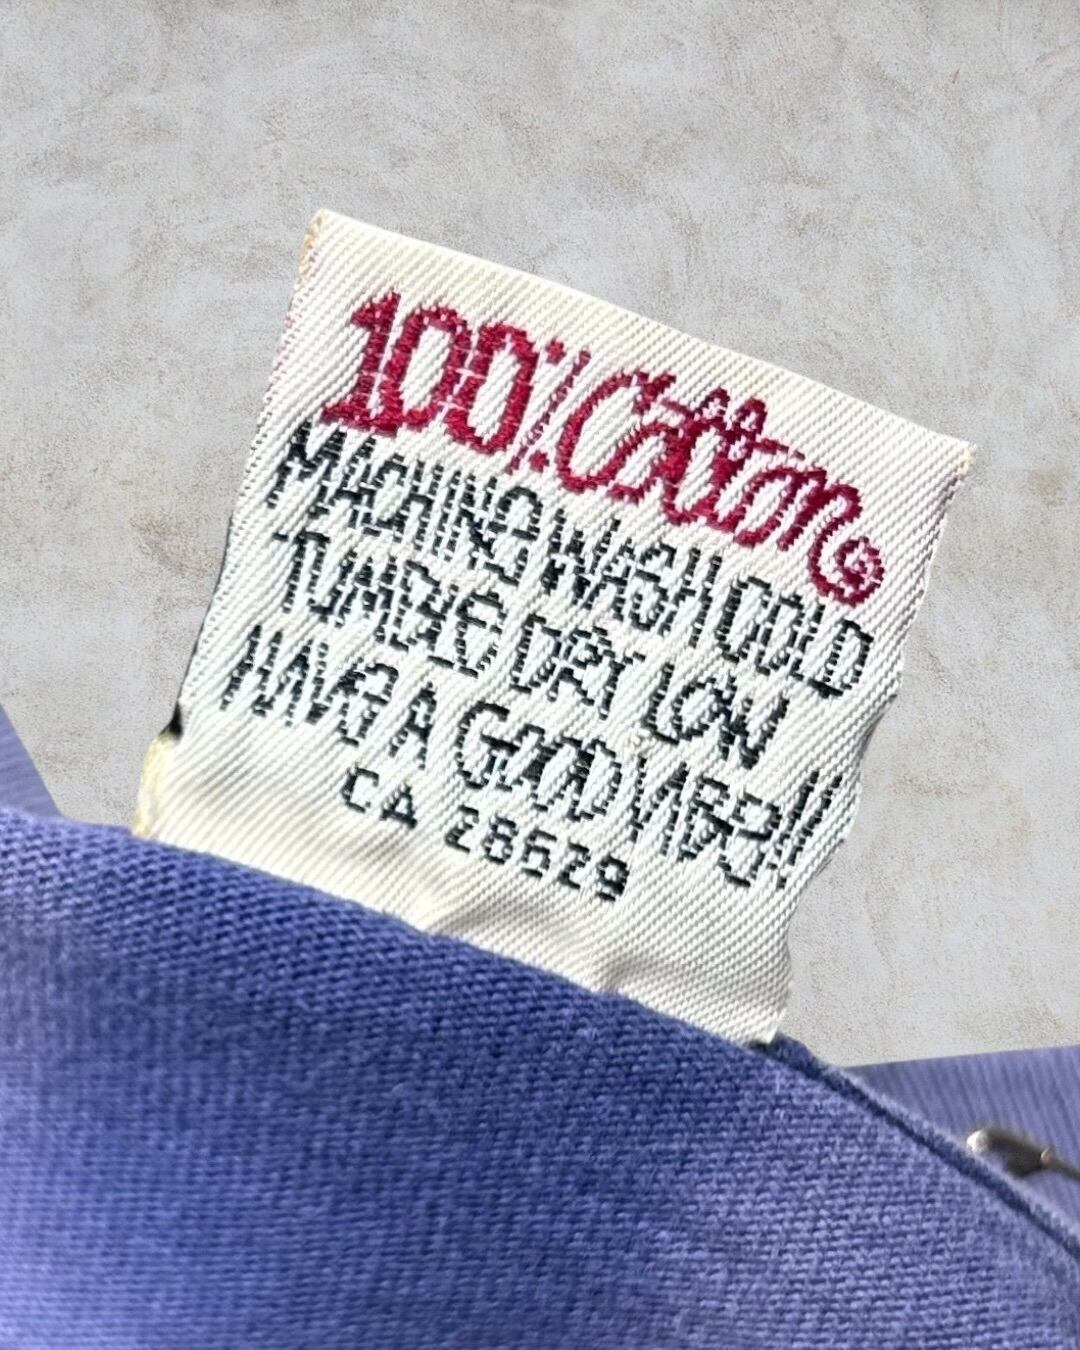 100% Cotton
MACHINE WASH COLD
TUMBLE DRY LOW
HAVE A GOOD VIBE!!
CA 28629